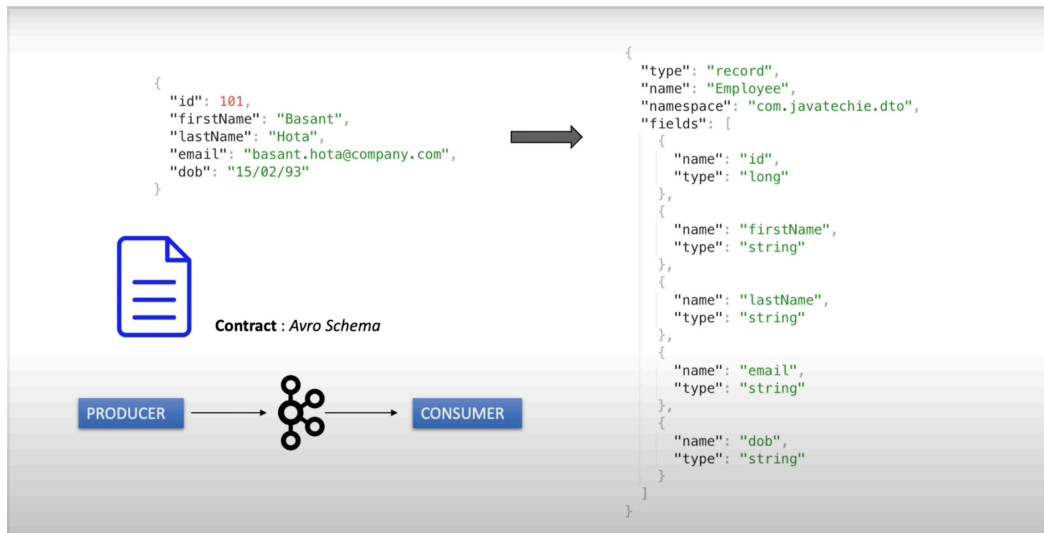 {
"id": 101,
"firstName": "Basant",
"lastName": "Hota",
"email": "basant.hota@company.com",
"dob": "15/02/93"
}
Contract : Avro Schema
PRODUCER
CONSUMER
{
"type": "record",
"name": "Employee",
"namespace": "com.javatechie.dto",
"fields": [
{
"name": "id",
"type": "long"
},
{
"name": "firstName",
"type": "string"
},
{
"name": "lastName",
"type": "string"
},
{
"name": "email",
"type": "string"
},
{
"name": "dob",
"type": "string"
}
]
}